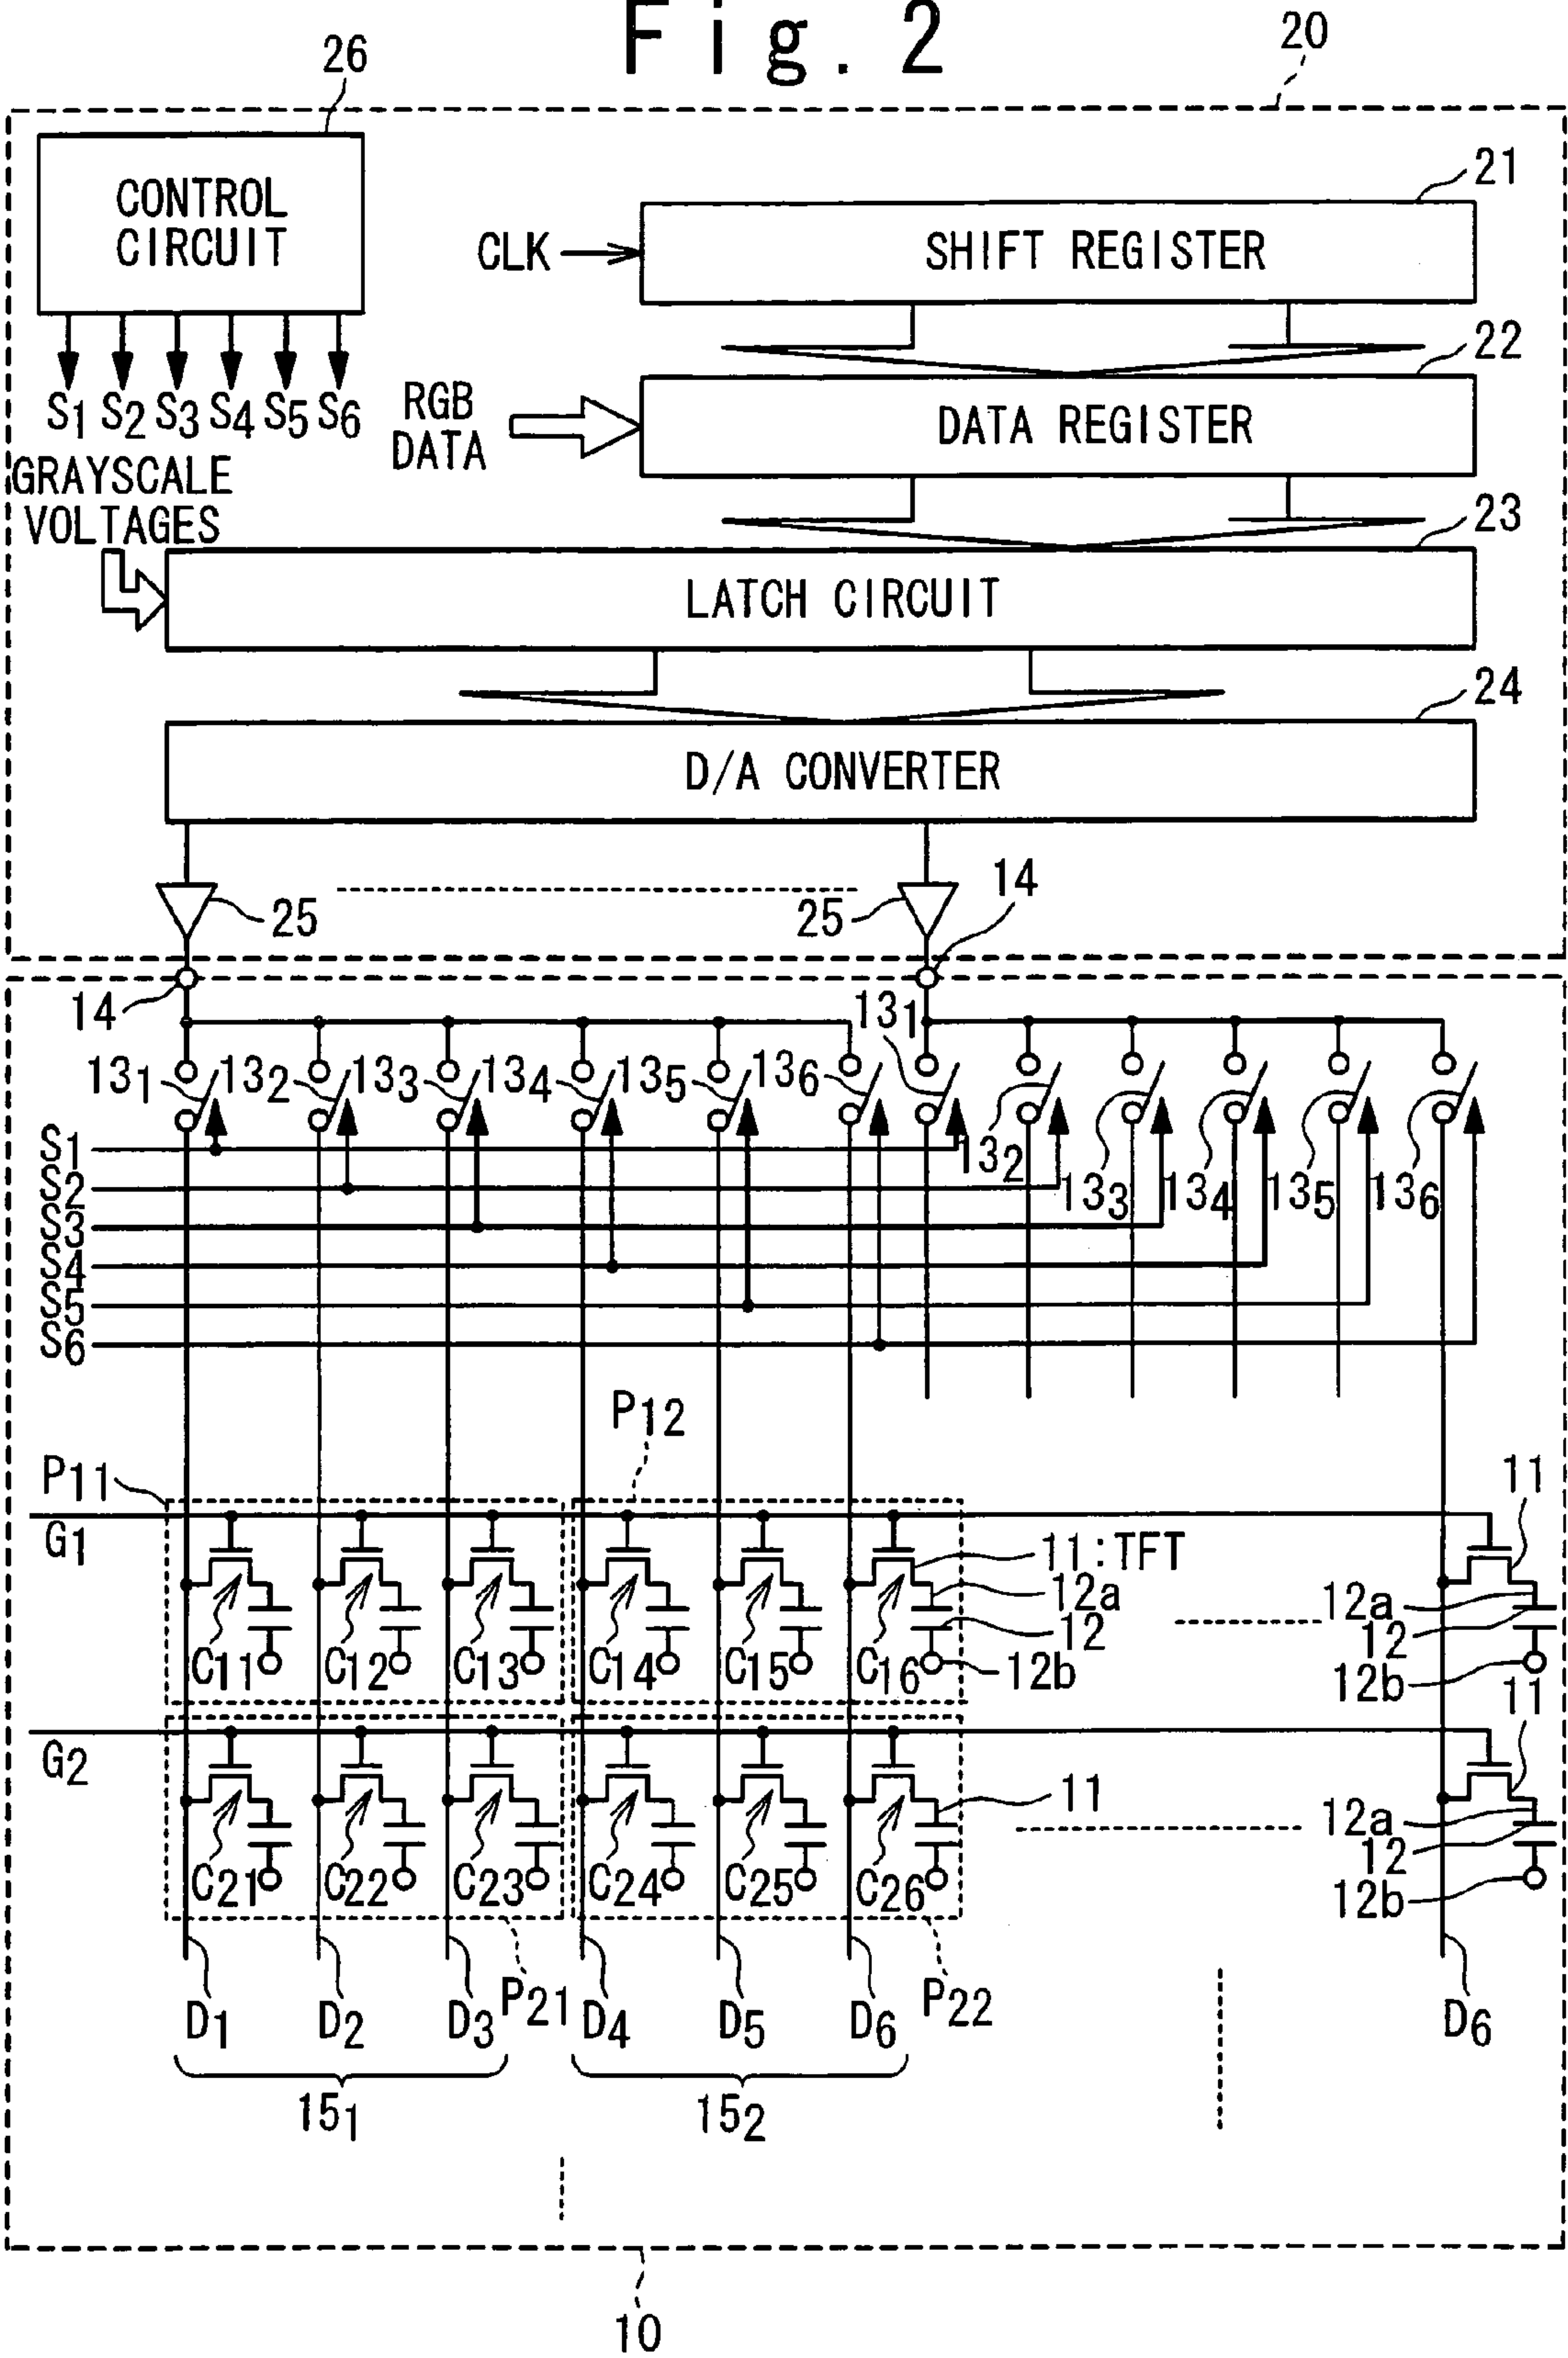 Fig. 2
20
26
CONTROL
CIRCUIT
21
CLK
SHIFT REGISTER
S1 S2 S3 S4 S5 S6
22
RGB
DATA
DATA REGISTER
GRAYSCALE
VOLTAGES
23
LATCH CIRCUIT
24
D/A CONVERTER
25
25
14
14
131 132 133 134 135 136 131
132 133 134 135 136
S1
S2
S3
S4
S5
S6
P12
P11
G1
11
11:TFT
12a
12
12b
12a
12
12b
C11 C12 C13 C14 C15 C16
G2
11
11
12a
12
12b
C21 C22 C23 C24 C25 C26
D1 D2 D3 P21 D4 D5 D6 P22 D6
151 152
10